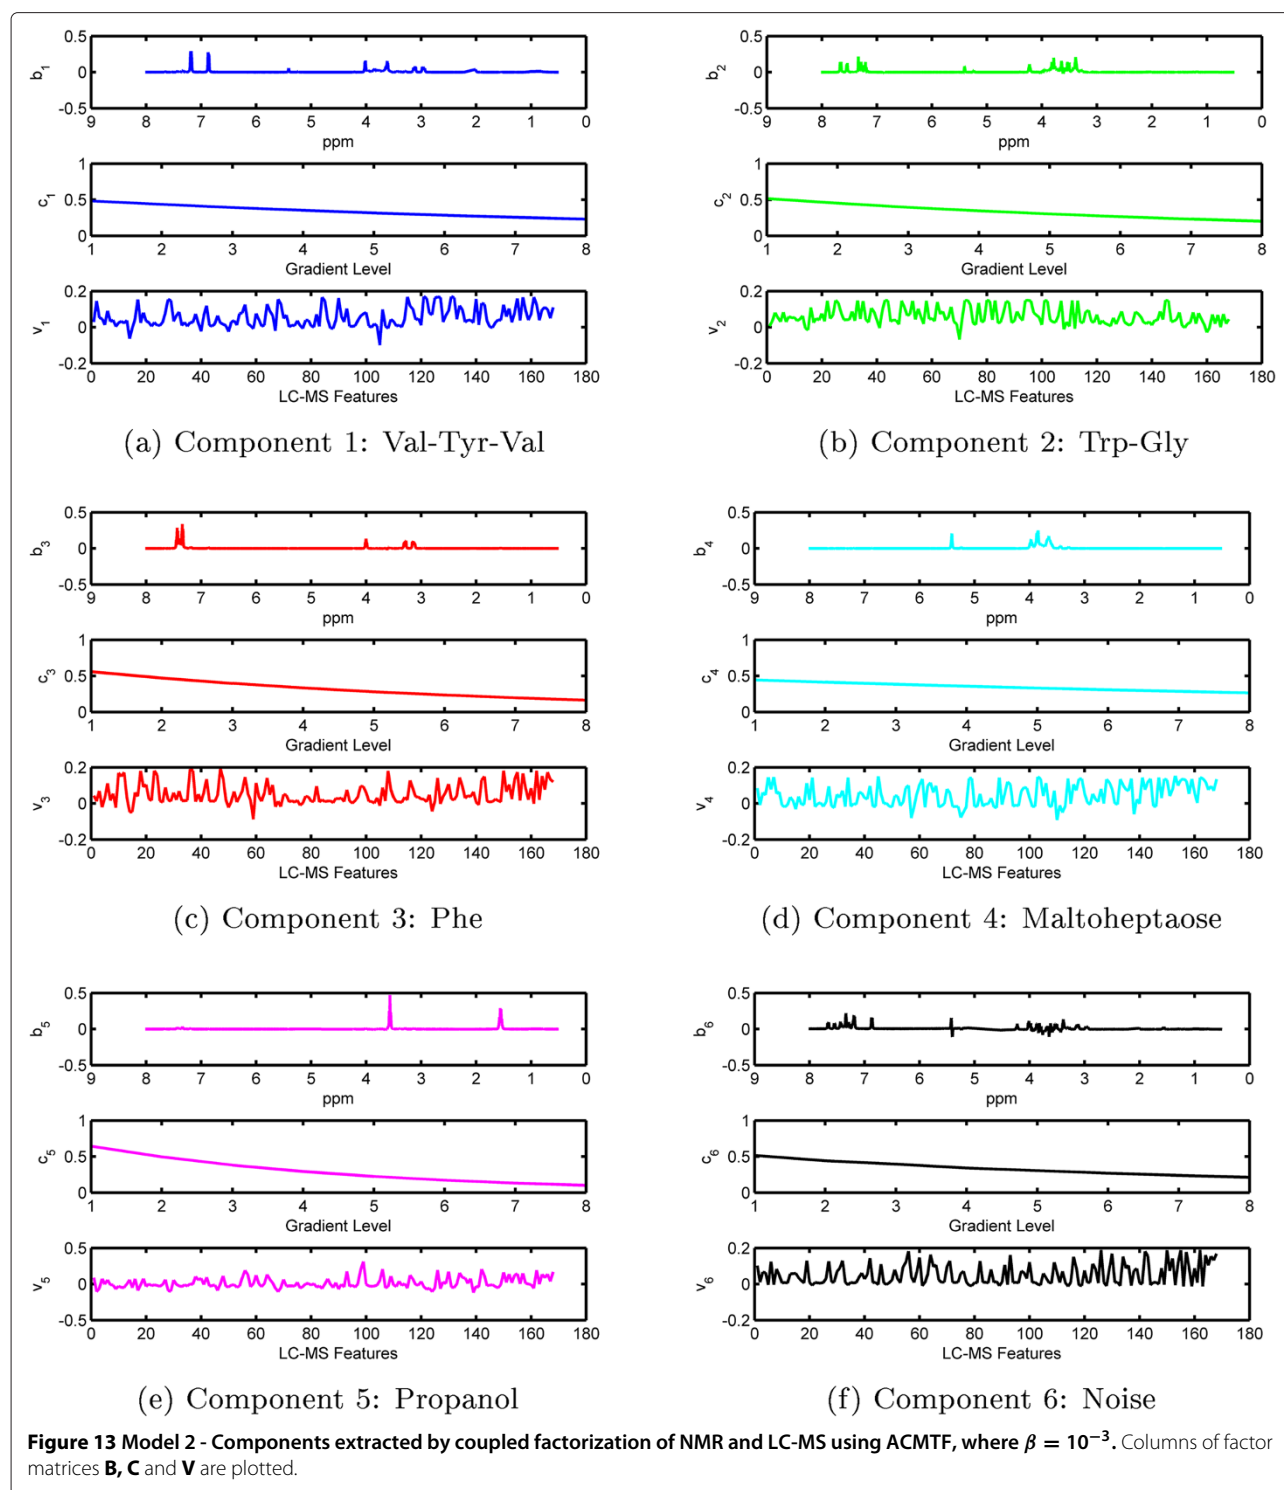 0.5
0
-0.5
b1
9 8 7 6 5 4 3 2 1 0
ppm
1
0.5
0
c1
1 2 3 4 5 6 7 8
Gradient Level
0.2
0
-0.2
v1
0 20 40 60 80 100 120 140 160 180
LC-MS Features
(a) Component 1: Val-Tyr-Val
0.5
0
-0.5
b2
9 8 7 6 5 4 3 2 1 0
ppm
1
0.5
0
c2
1 2 3 4 5 6 7 8
Gradient Level
0.2
0
-0.2
v2
0 20 40 60 80 100 120 140 160 180
LC-MS Features
(b) Component 2: Trp-Gly
0.5
0
-0.5
b3
9 8 7 6 5 4 3 2 1 0
ppm
1
0.5
0
c3
1 2 3 4 5 6 7 8
Gradient Level
0.2
0
-0.2
v3
0 20 40 60 80 100 120 140 160 180
LC-MS Features
(c) Component 3: Phe
0.5
0
-0.5
b4
9 8 7 6 5 4 3 2 1 0
ppm
1
0.5
0
c4
1 2 3 4 5 6 7 8
Gradient Level
0.2
0
-0.2
v4
0 20 40 60 80 100 120 140 160 180
LC-MS Features
(d) Component 4: Maltoheptaose
0.5
0
-0.5
b5
9 8 7 6 5 4 3 2 1 0
ppm
1
0.5
0
c5
1 2 3 4 5 6 7 8
Gradient Level
0.5
0
-0.5
v5
0 20 40 60 80 100 120 140 160 180
LC-MS Features
(e) Component 5: Propanol
0.5
0
-0.5
b6
9 8 7 6 5 4 3 2 1 0
ppm
1
0.5
0
c6
1 2 3 4 5 6 7 8
Gradient Level
0.2
0
-0.2
v6
0 20 40 60 80 100 120 140 160 180
LC-MS Features
(f) Component 6: Noise
Figure 13 Model 2 - Components extracted by coupled factorization of NMR and LC-MS using ACMTF, where β = 10⁻³. Columns of factor
matrices B, C and V are plotted.